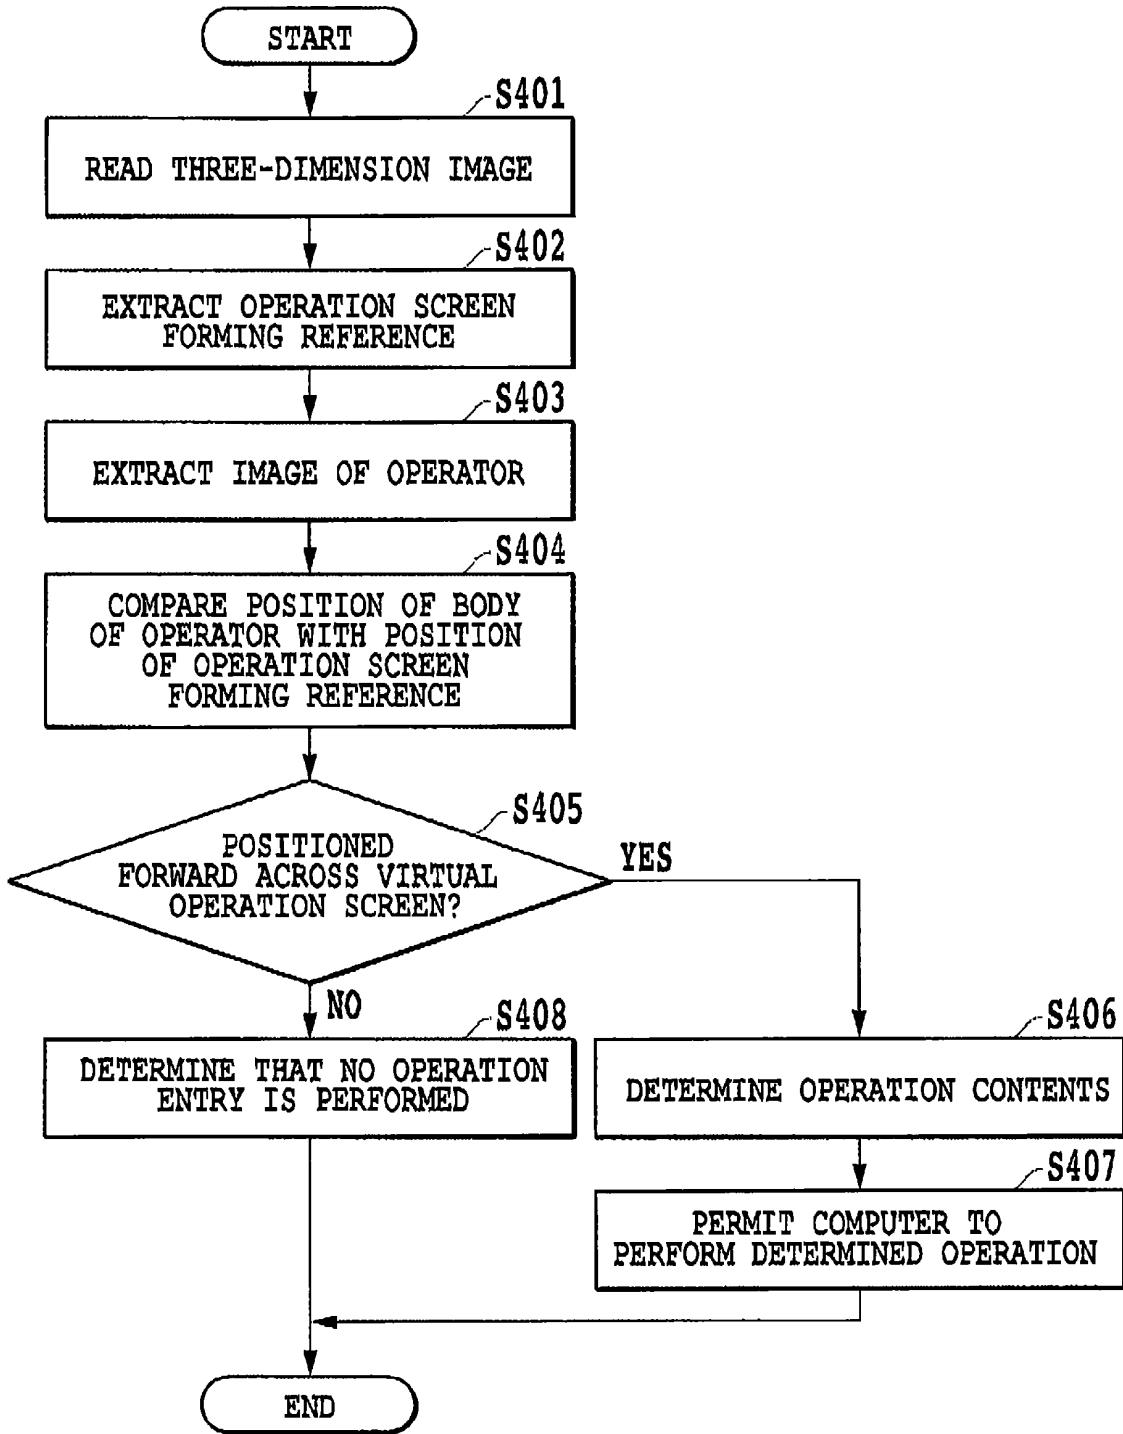 START
S401
READ THREE-DIMENSION IMAGE
S402
EXTRACT OPERATION SCREEN
FORMING REFERENCE
S403
EXTRACT IMAGE OF OPERATOR
S404
COMPARE POSITION OF BODY
OF OPERATOR WITH POSITION
OF OPERATION SCREEN
FORMING REFERENCE
S405
POSITIONED
FORWARD ACROSS VIRTUAL
OPERATION SCREEN?
YES
NO
S408
DETERMINE THAT NO OPERATION
ENTRY IS PERFORMED
S406
DETERMINE OPERATION CONTENTS
S407
PERMIT COMPUTER TO
PERFORM DETERMINED OPERATION
END